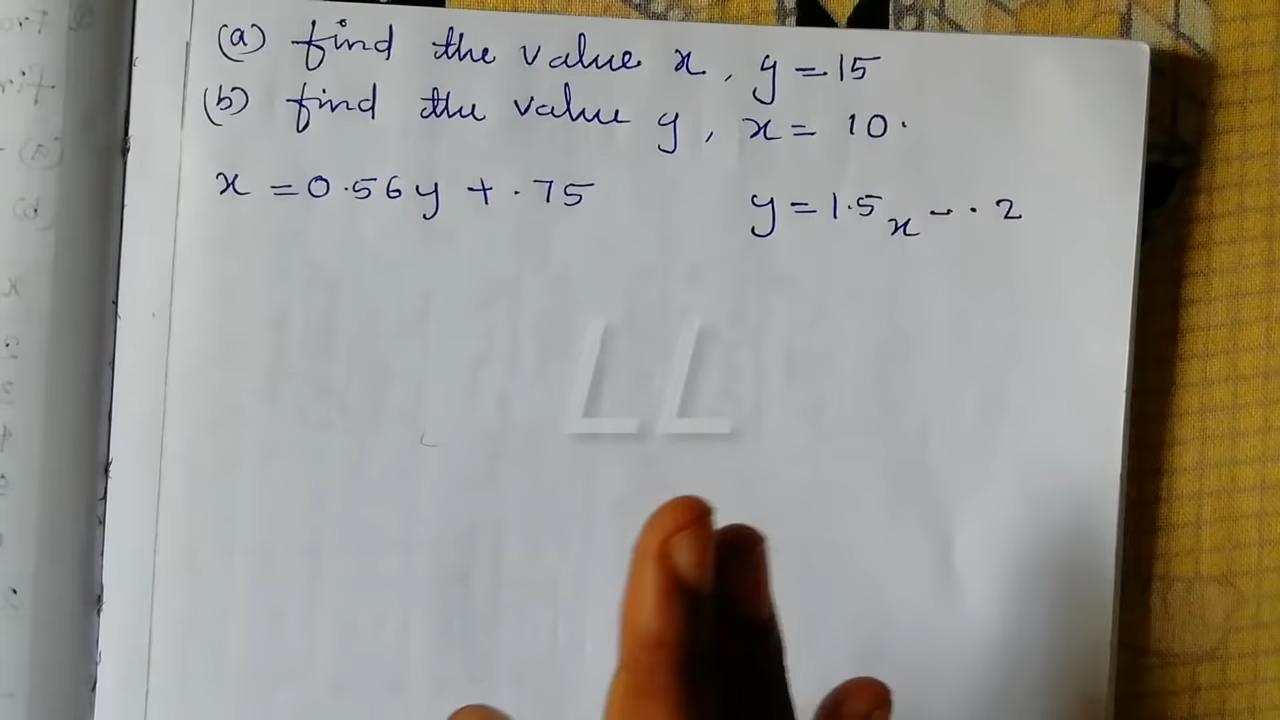 (a) find the value x, y = 15
(b) find the value y, x = 10.
x = 0.56y + .75
y = 1.5x - .2
LL